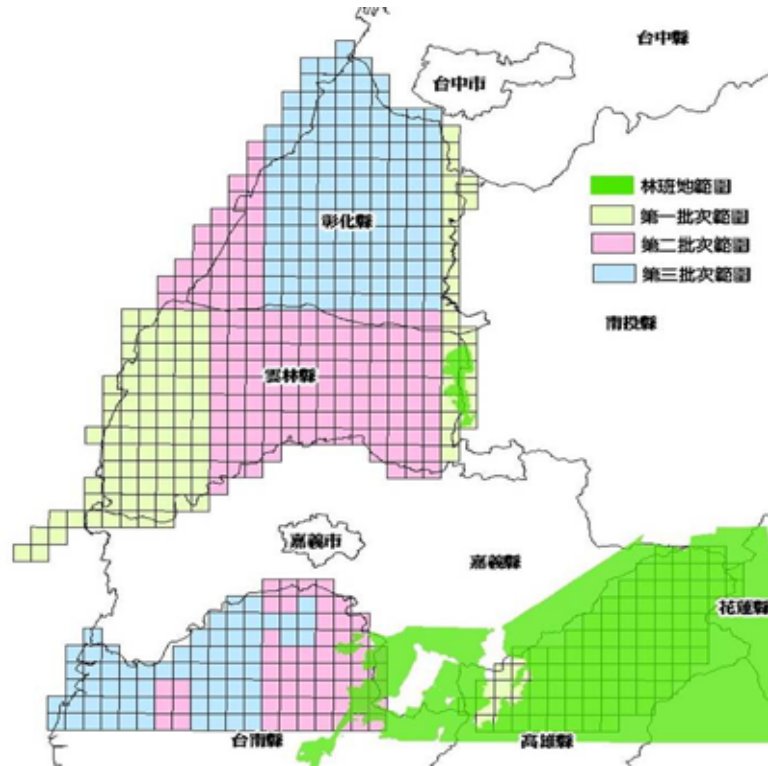 台中縣
台中市
林班地範圍
第一批次範圍
彰化縣
第二批次範圍
第三批次範圍
南投縣
雲林縣
嘉義市
嘉義縣
花蓮縣
台南縣
高雄縣